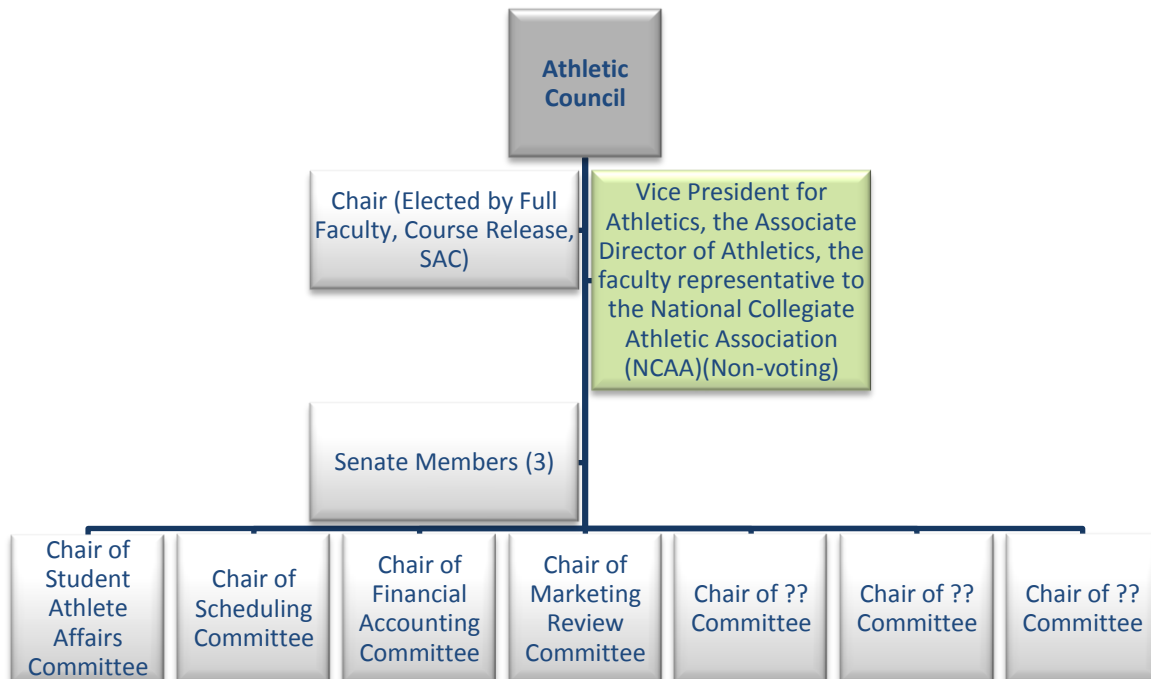 Athletic
Council
Chair (Elected by Full
Faculty, Course Release,
SAC)
Vice President for
Athletics, the Associate
Director of Athletics, the
faculty representative to
the National Collegiate
Athletic Association
(NCAA)(Non-voting)
Senate Members (3)
Chair of
Student
Athlete
Affairs
Committee
Chair of
Scheduling
Committee
Chair of
Financial
Accounting
Committee
Chair of
Marketing
Review
Committee
Chair of ??
Committee
Chair of ??
Committee
Chair of ??
Committee